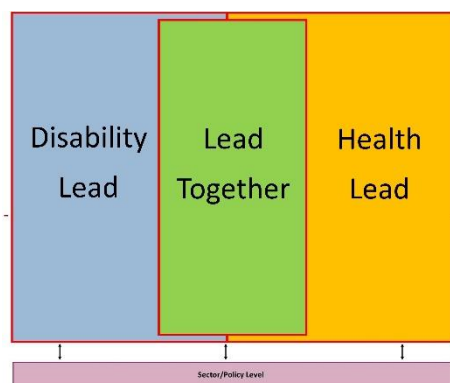 Disability
Lead
Lead
Together
Health
Lead
Sector/Policy Level